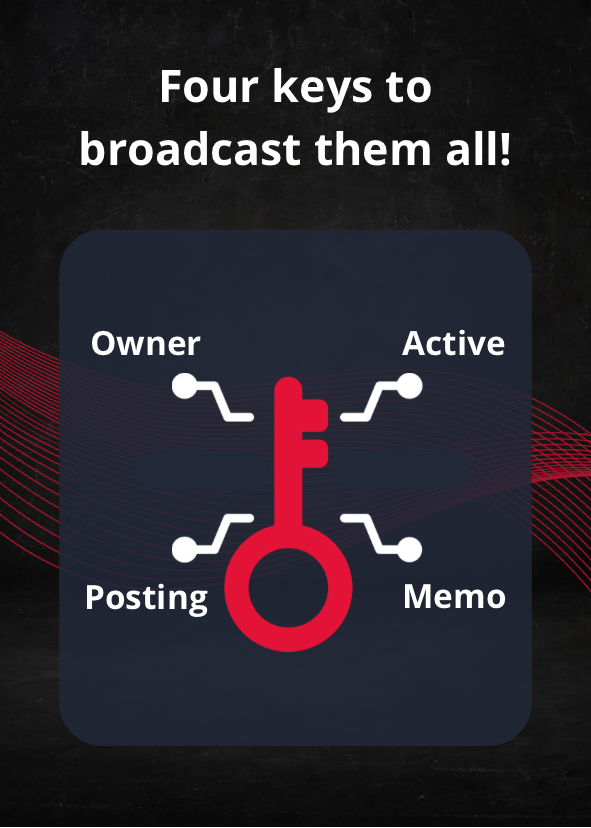 Four keys to
broadcast them all!
Owner
Active
Posting
Memo